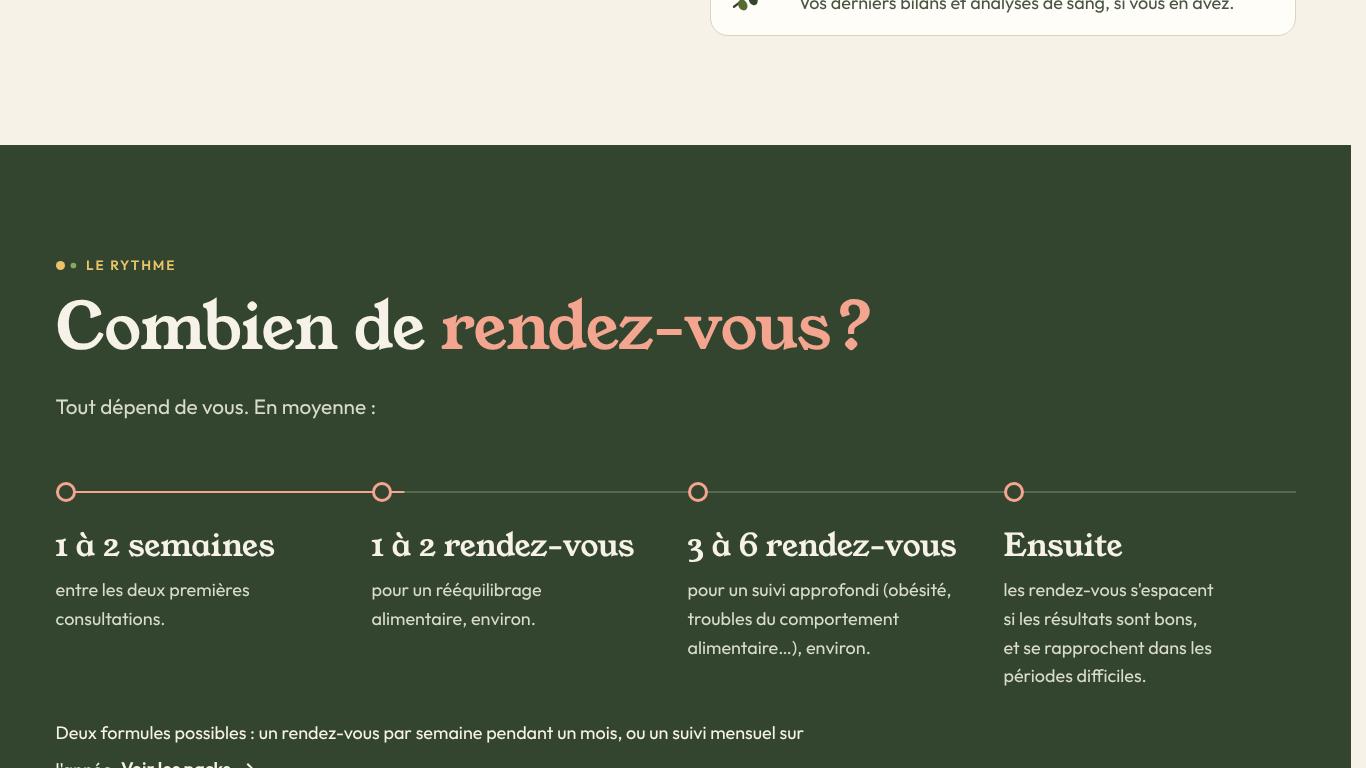 Vos derniers bilans et analyses de sang, si vous en avez.
LE RYTHME
Combien de rendez-vous ?
Tout dépend de vous. En moyenne :
1 à 2 semaines
entre les deux premières
consultations.
1 à 2 rendez-vous
pour un rééquilibrage
alimentaire, environ.
3 à 6 rendez-vous
pour un suivi approfondi (obésité,
troubles du comportement
alimentaire…), environ.
Ensuite
les rendez-vous s'espacent
si les résultats sont bons,
et se rapprochent dans les
périodes difficiles.
Deux formules possibles : un rendez-vous par semaine pendant un mois, ou un suivi mensuel sur
l'année. Voir les packs →